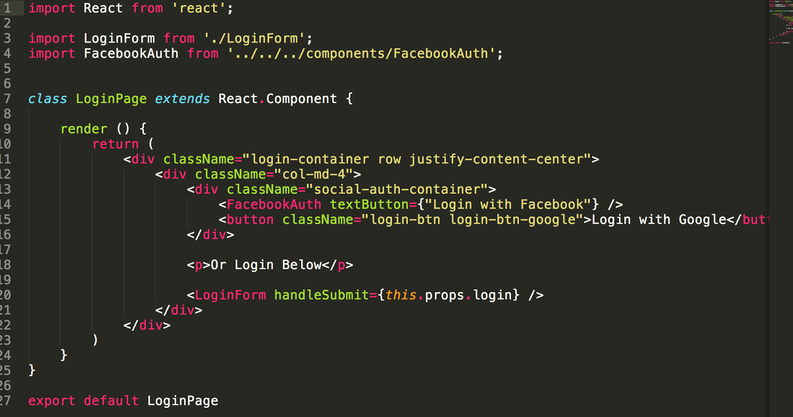 1 import React from 'react';
2
3 import LoginForm from './LoginForm';
4 import FacebookAuth from '../../../components/FacebookAuth';
5
6
7 class LoginPage extends React.Component {
8
9     render () {
10         return (
11             <div className="login-container row justify-content-center">
12                 <div className="col-md-4">
13                     <div className="social-auth-container">
14                         <FacebookAuth textButton={"Login with Facebook"} />
15                         <button className="login-btn login-btn-google">Login with Google</butt
16                     </div>
17
18                     <p>Or Login Below</p>
19
20                     <LoginForm handleSubmit={this.props.login} />
21                 </div>
22             </div>
23         )
24     }
25 }
26
27 export default LoginPage